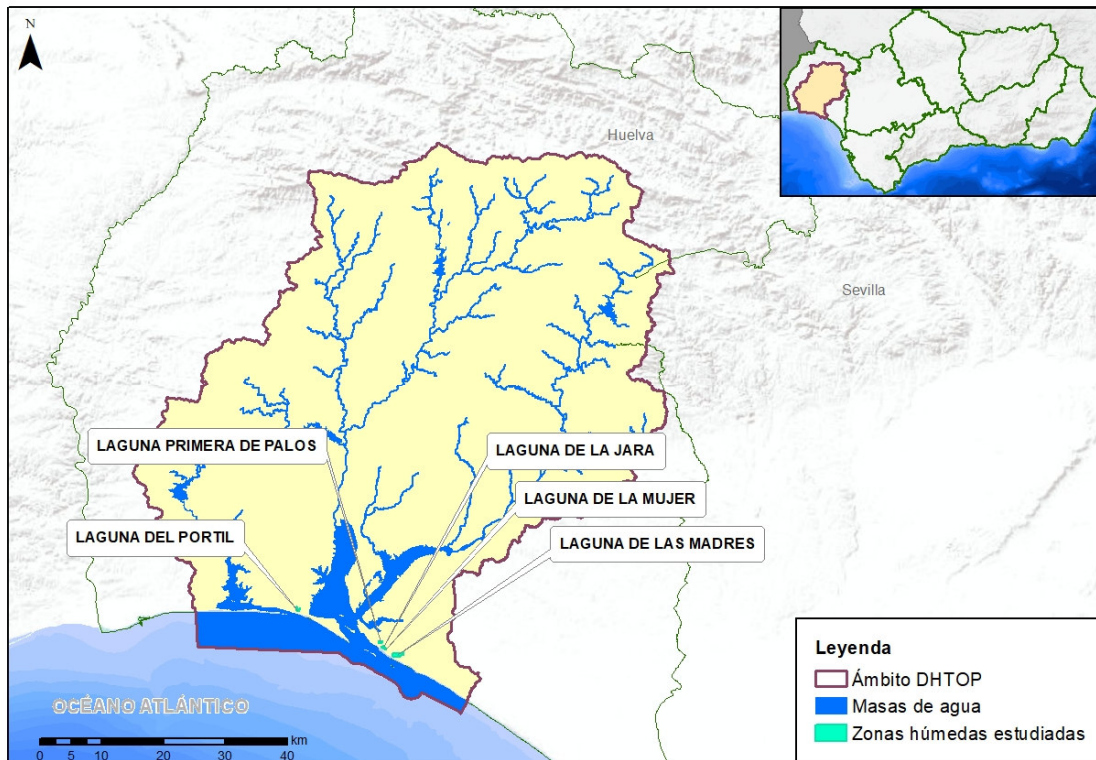 N
Huelva
Sevilla
LAGUNA PRIMERA DE PALOS
LAGUNA DE LA JARA
LAGUNA DE LA MUJER
LAGUNA DEL PORTIL
LAGUNA DE LAS MADRES
OCÉANO ATLÁNTICO
km
0 5 10 20 30 40
Leyenda
Ámbito DHTOP
Masas de agua
Zonas húmedas estudiadas